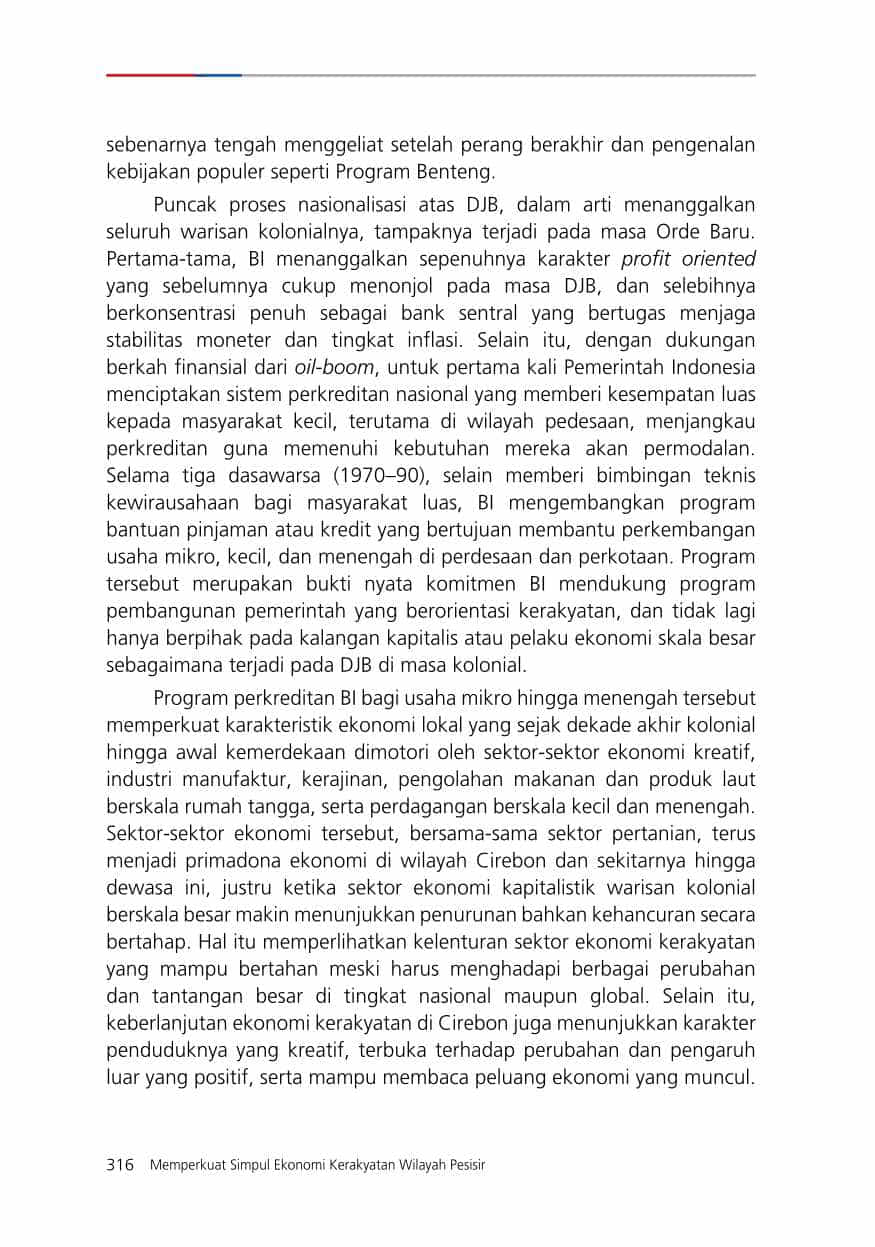 sebenarnya tengah menggeliat setelah perang berakhir dan pengenalan
kebijakan populer seperti Program Benteng.
Puncak proses nasionalisasi atas DJB, dalam arti menanggalkan
seluruh warisan kolonialnya, tampaknya terjadi pada masa Orde Baru.
Pertama-tama, BI menanggalkan sepenuhnya karakter profit oriented
yang sebelumnya cukup menonjol pada masa DJB, dan selebihnya
berkonsentrasi penuh sebagai bank sentral yang bertugas menjaga
stabilitas moneter dan tingkat inflasi. Selain itu, dengan dukungan
berkah finansial dari oil-boom, untuk pertama kali Pemerintah Indonesia
menciptakan sistem perkreditan nasional yang memberi kesempatan luas
kepada masyarakat kecil, terutama di wilayah pedesaan, menjangkau
perkreditan guna memenuhi kebutuhan mereka akan permodalan.
Selama tiga dasawarsa (1970–90), selain memberi bimbingan teknis
kewirausahaan bagi masyarakat luas, BI mengembangkan program
bantuan pinjaman atau kredit yang bertujuan membantu perkembangan
usaha mikro, kecil, dan menengah di perdesaan dan perkotaan. Program
tersebut merupakan bukti nyata komitmen BI mendukung program
pembangunan pemerintah yang berorientasi kerakyatan, dan tidak lagi
hanya berpihak pada kalangan kapitalis atau pelaku ekonomi skala besar
sebagaimana terjadi pada DJB di masa kolonial.
Program perkreditan BI bagi usaha mikro hingga menengah tersebut
memperkuat karakteristik ekonomi lokal yang sejak dekade akhir kolonial
hingga awal kemerdekaan dimotori oleh sektor-sektor ekonomi kreatif,
industri manufaktur, kerajinan, pengolahan makanan dan produk laut
berskala rumah tangga, serta perdagangan berskala kecil dan menengah.
Sektor-sektor ekonomi tersebut, bersama-sama sektor pertanian, terus
menjadi primadona ekonomi di wilayah Cirebon dan sekitarnya hingga
dewasa ini, justru ketika sektor ekonomi kapitalistik warisan kolonial
berskala besar makin menunjukkan penurunan bahkan kehancuran secara
bertahap. Hal itu memperlihatkan kelenturan sektor ekonomi kerakyatan
yang mampu bertahan meski harus menghadapi berbagai perubahan
dan tantangan besar di tingkat nasional maupun global. Selain itu,
keberlanjutan ekonomi kerakyatan di Cirebon juga menunjukkan karakter
penduduknya yang kreatif, terbuka terhadap perubahan dan pengaruh
luar yang positif, serta mampu membaca peluang ekonomi yang muncul.
316 Memperkuat Simpul Ekonomi Kerakyatan Wilayah Pesisir